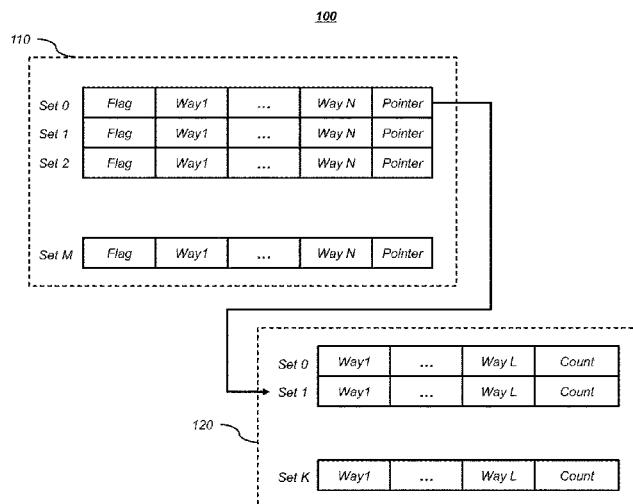 100
110
Set 0 Flag Way1 ... Way N Pointer
Set 1 Flag Way1 ... Way N Pointer
Set 2 Flag Way1 ... Way N Pointer
Set M Flag Way1 ... Way N Pointer
Set 0 Way1 ... Way L Count
Set 1 Way1 ... Way L Count
120
Set K Way1 ... Way L Count